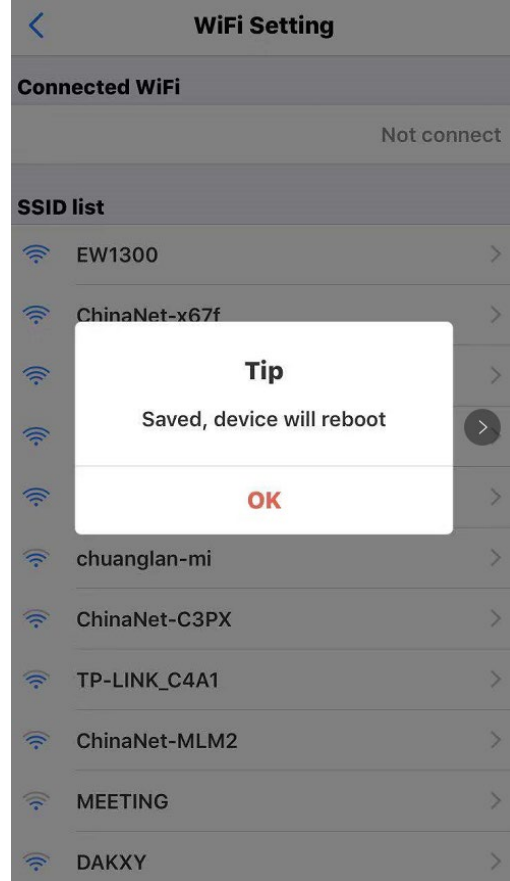 WiFi Setting
Connected WiFi
Not connect
SSID list
EW1300
ChinaNet-x67f
Tip
Saved, device will reboot
OK
chuanglan-mi
ChinaNet-C3PX
TP-LINK_C4A1
ChinaNet-MLM2
MEETING
DAKXY